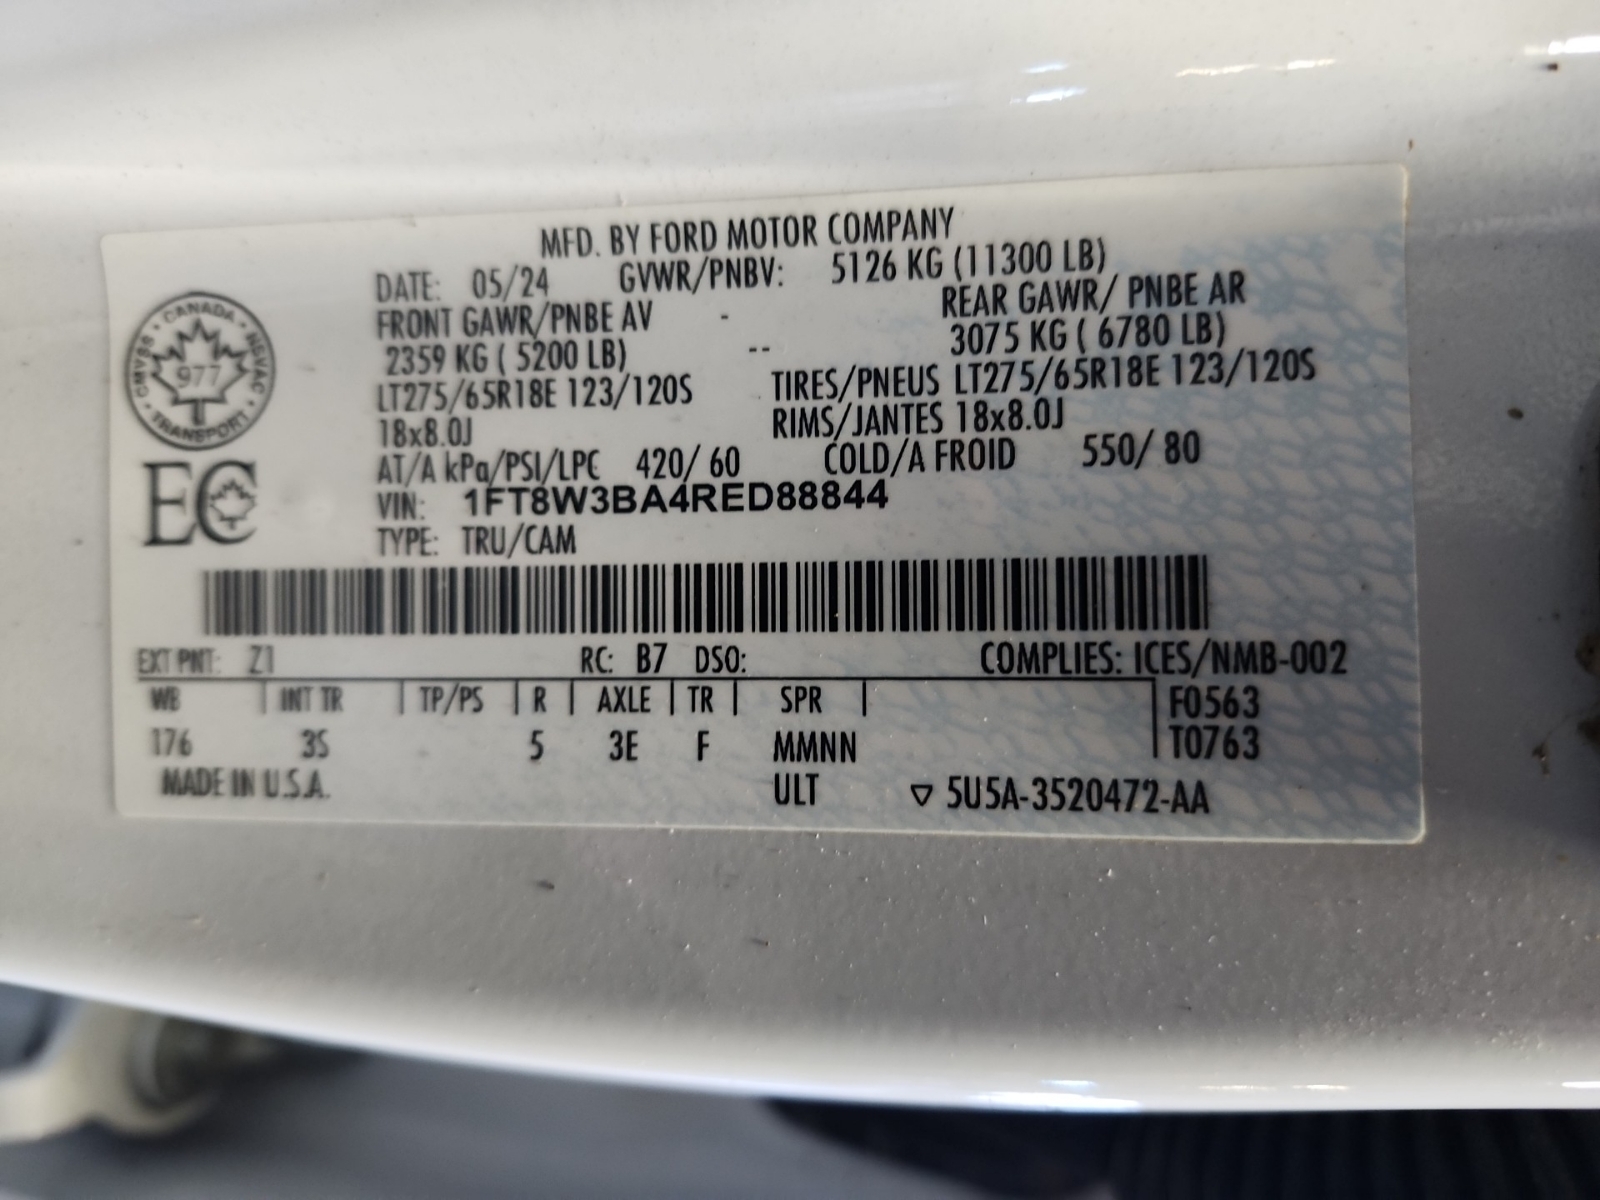 MFD. BY FORD MOTOR COMPANY
DATE: 05/24 GVWR/PNBV: 5126 KG (11300 LB)
FRONT GAWR/PNBE AV - REAR GAWR/ PNBE AR
2359 KG ( 5200 LB) -- 3075 KG ( 6780 LB)
LT275/65R18E 123/120S TIRES/PNEUS LT275/65R18E 123/120S
18x8.0J RIMS/JANTES 18x8.0J
AT/A kPa/PSI/LPC 420/ 60 COLD/A FROID 550/ 80
VIN: 1FT8W3BA4RED88844
TYPE: TRU/CAM
CANADA • NSVAC • TRANSPORT • CMVSS •
977
EC
EXT PNT: Z1 RC: B7 DSO: COMPLIES: ICES/NMB-002
WB | INT TR | TP/PS | R | AXLE | TR | SPR | F0563
176 3S 5 3E F MMNN T0763
MADE IN U.S.A. ULT ▽ 5U5A-3520472-AA